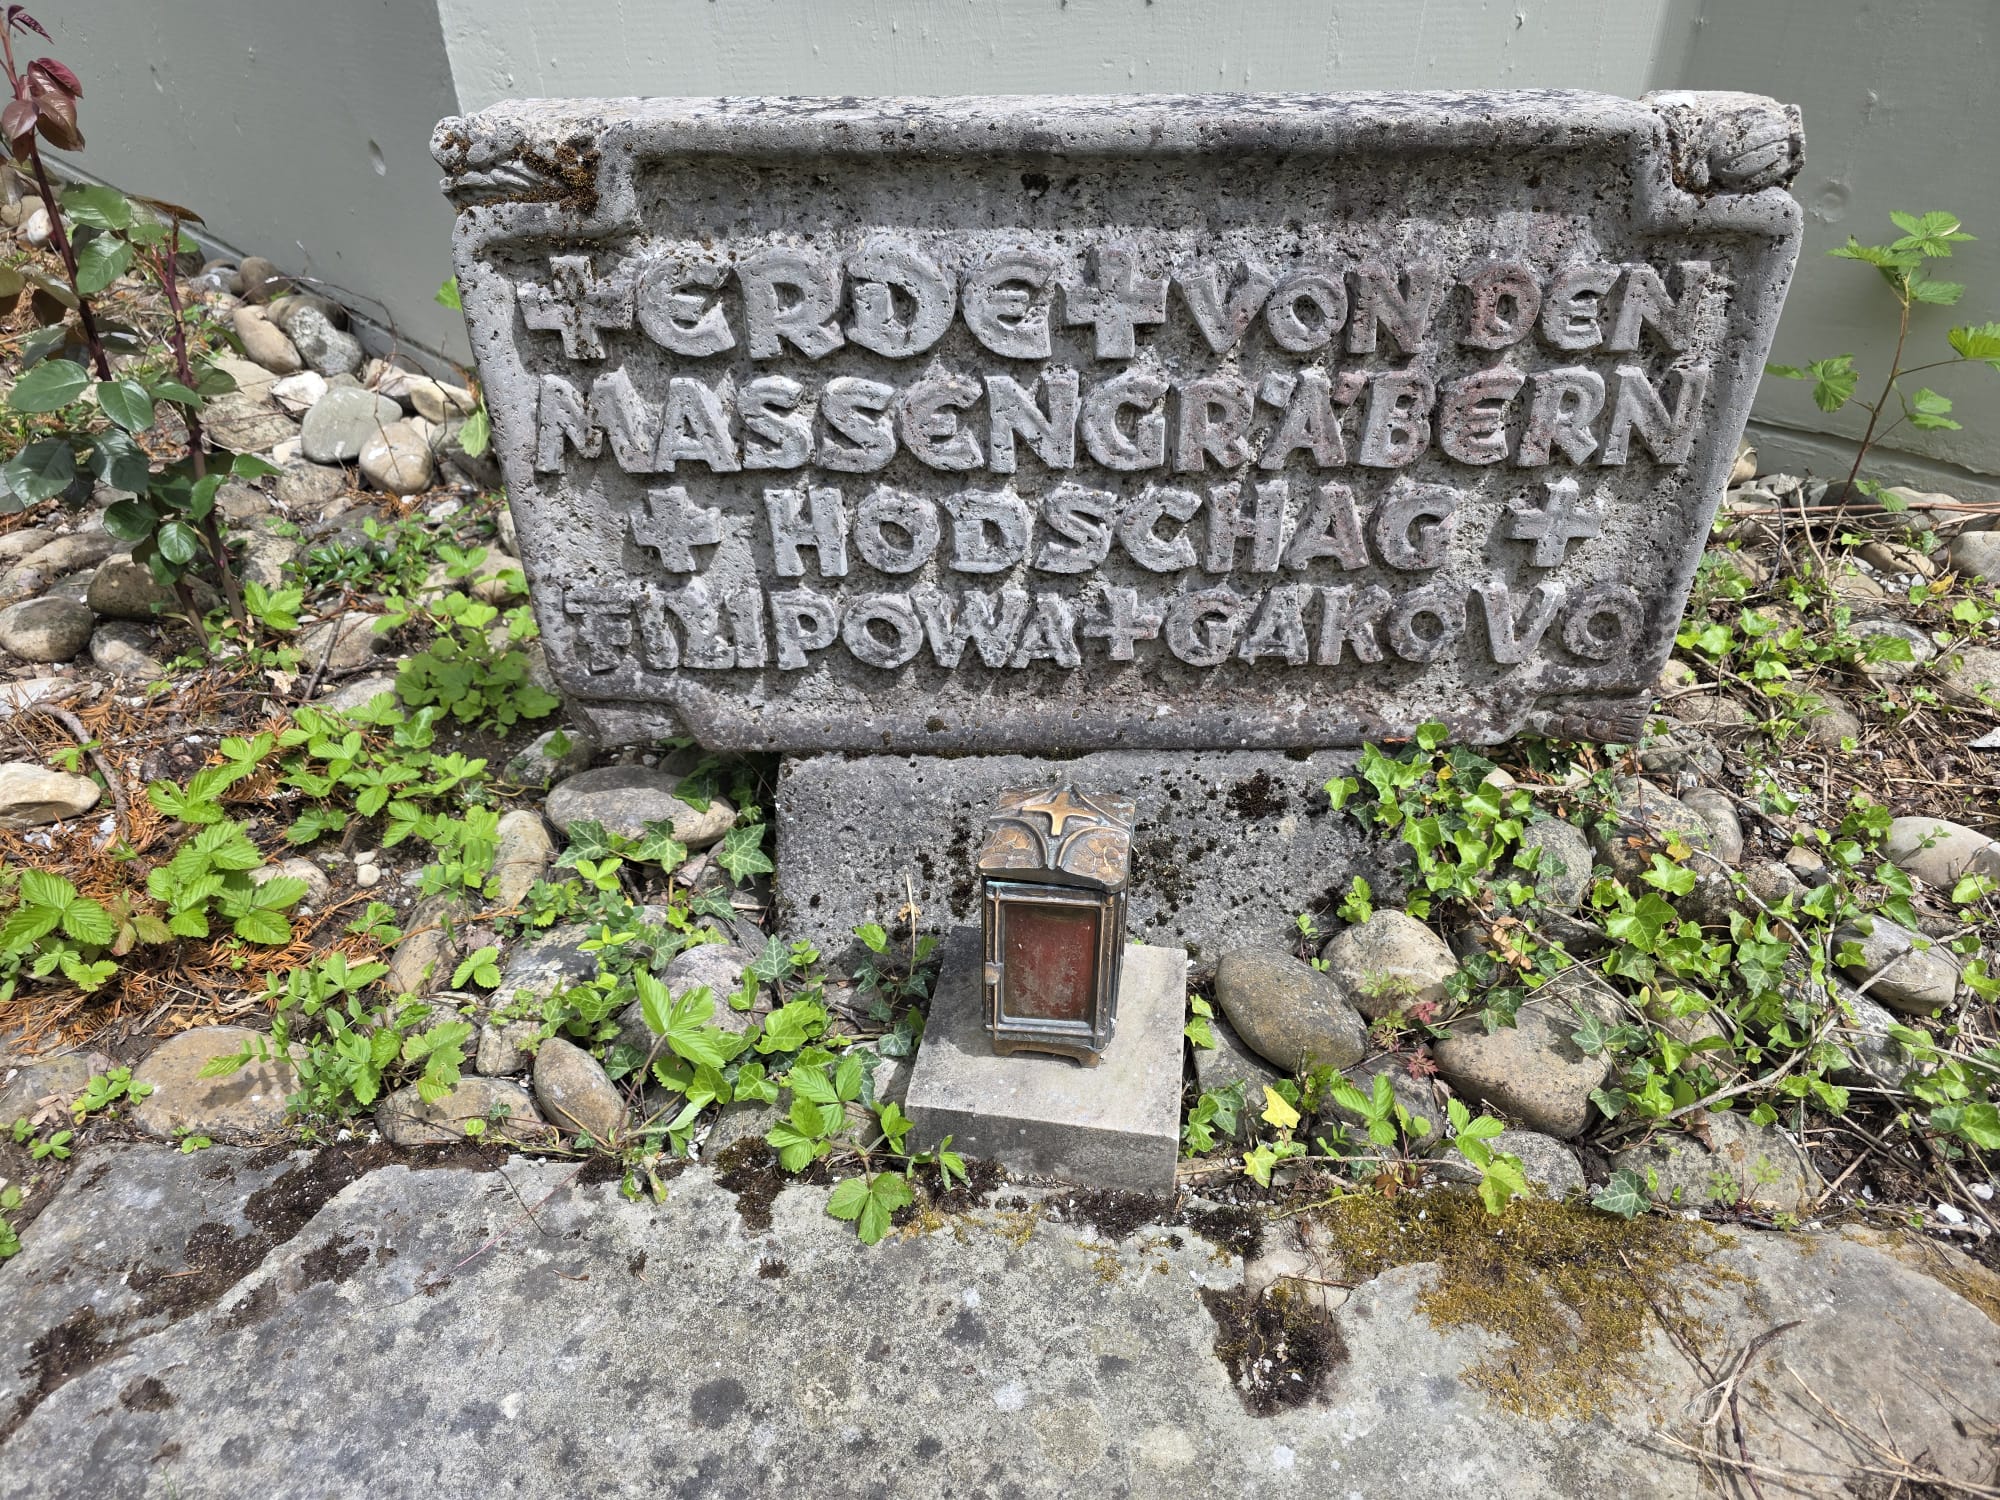 + ERDE + VON DEN
MASSENGRÄBERN
+ HODSCHAG +
FILIPOWA + GAKOVO